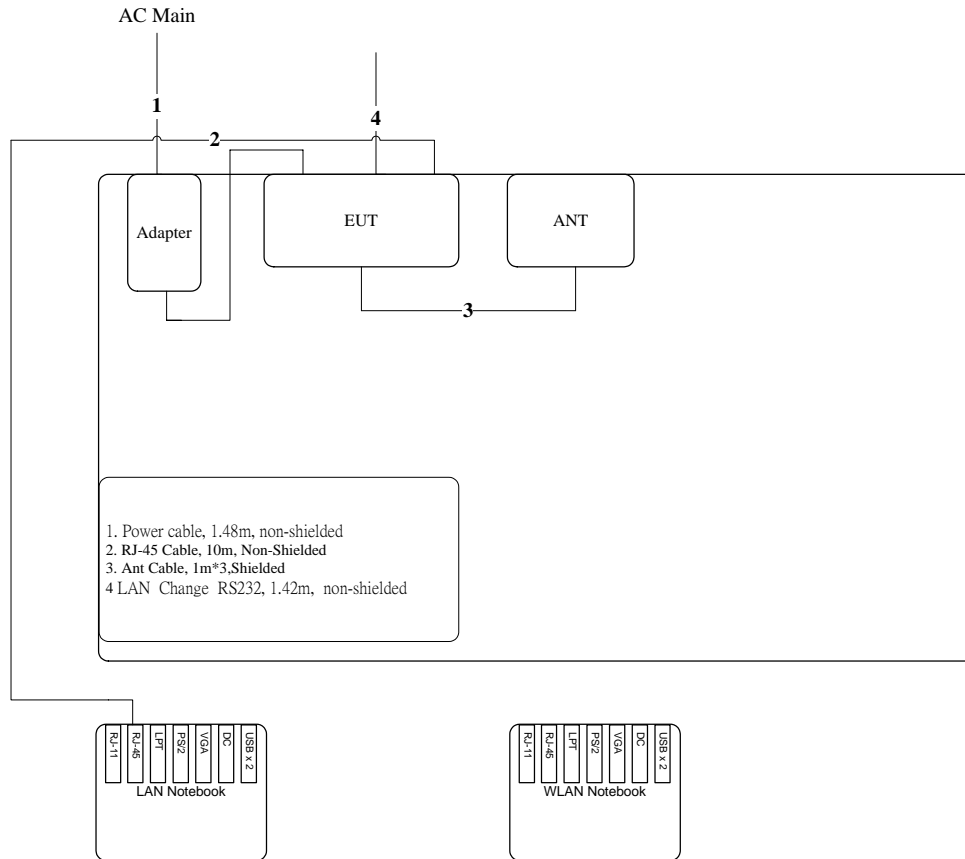 AC Main
1
4
2
Adapter
EUT
ANT
3
1. Power cable, 1.48m, non-shielded
2. RJ-45 Cable, 10m, Non-Shielded
3. Ant Cable, 1m*3,Shielded
4 LAN Change RS232, 1.42m, non-shielded
RJ-11
RJ-45
LPT
PS/2
VGA
DC
USB x 2
LAN Notebook
RJ-11
RJ-45
LPT
PS/2
VGA
DC
USB x 2
WLAN Notebook